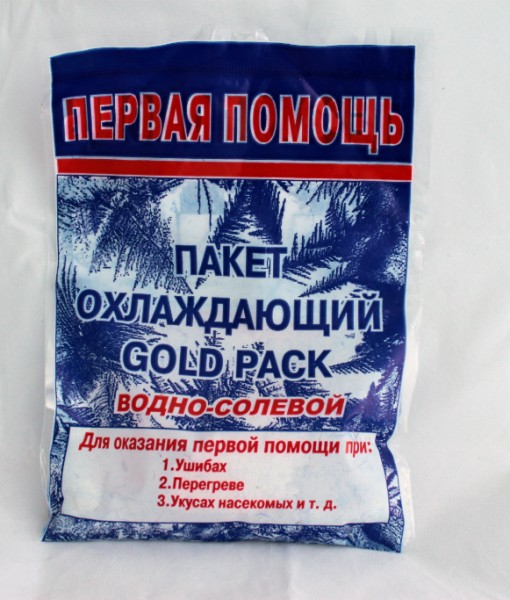 ПЕРВАЯ ПОМОЩЬ
ПАКЕТ
ОХЛАЖДАЮЩИЙ
GOLD PACK
ВОДНО-СОЛЕВОЙ
Для оказания первой помощи при:
1.Ушибах
2.Перегреве
3.Укусах насекомых и т. д.